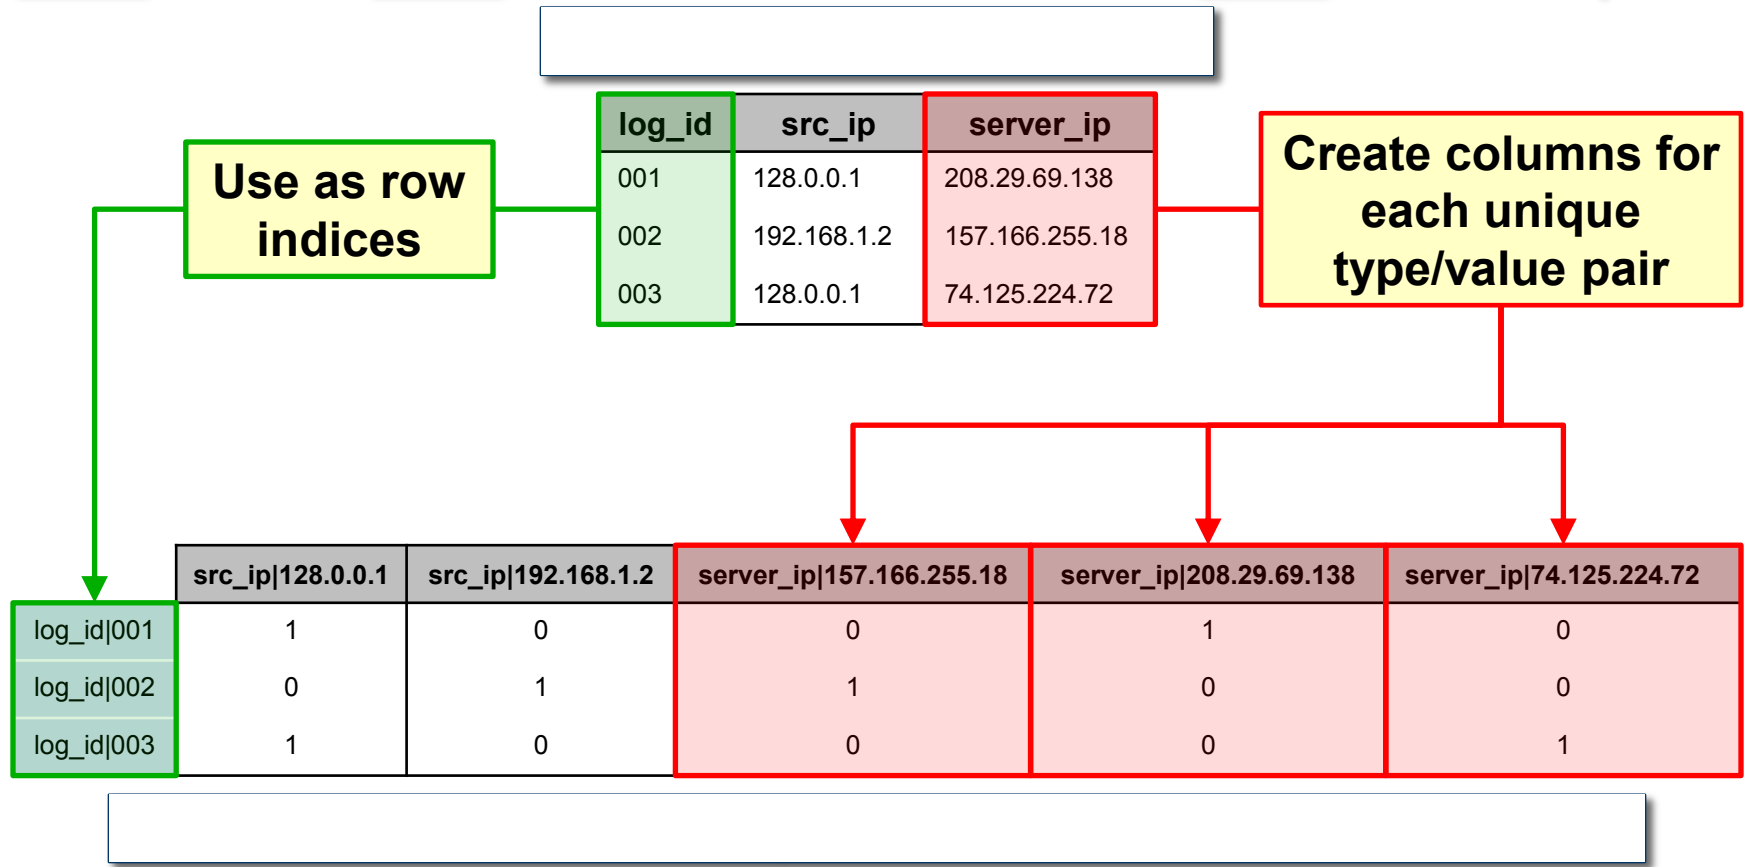 log_id src_ip server_ip
001 128.0.0.1 208.29.69.138
002 192.168.1.2 157.166.255.18
003 128.0.0.1 74.125.224.72
Use as row
indices
Create columns for
each unique
type/value pair
src_ip|128.0.0.1 src_ip|192.168.1.2 server_ip|157.166.255.18 server_ip|208.29.69.138 server_ip|74.125.224.72
log_id|001 1 0 0 1 0
log_id|002 0 1 1 0 0
log_id|003 1 0 0 0 1